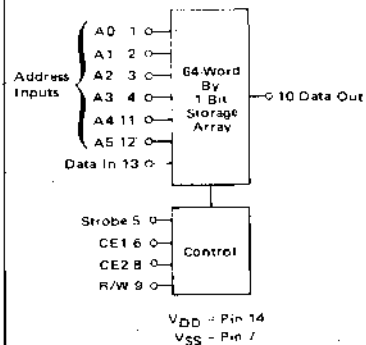 A0 1
A1 2
A2 3
A3 4
A4 11
A5 12
Address
Inputs
Data In 13
64-Word
By
1 Bit
Storage
Array
10 Data Out
Strobe 5
CE1 6
CE2 8
R/W 9
Control
VDD = Pin 14
VSS = Pin 7